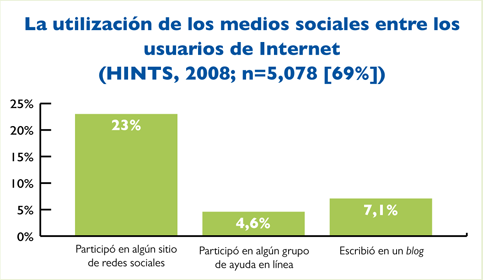 La utilización de los medios sociales entre los
usuarios de Internet
(HINTS, 2008; n=5,078 [69%])
25%
20%
15%
10%
5%
0%
23%
4,6%
7,1%
Participó en algún sitio
de redes sociales
Participó en algún grupo
de ayuda en línea
Escribió en un blog